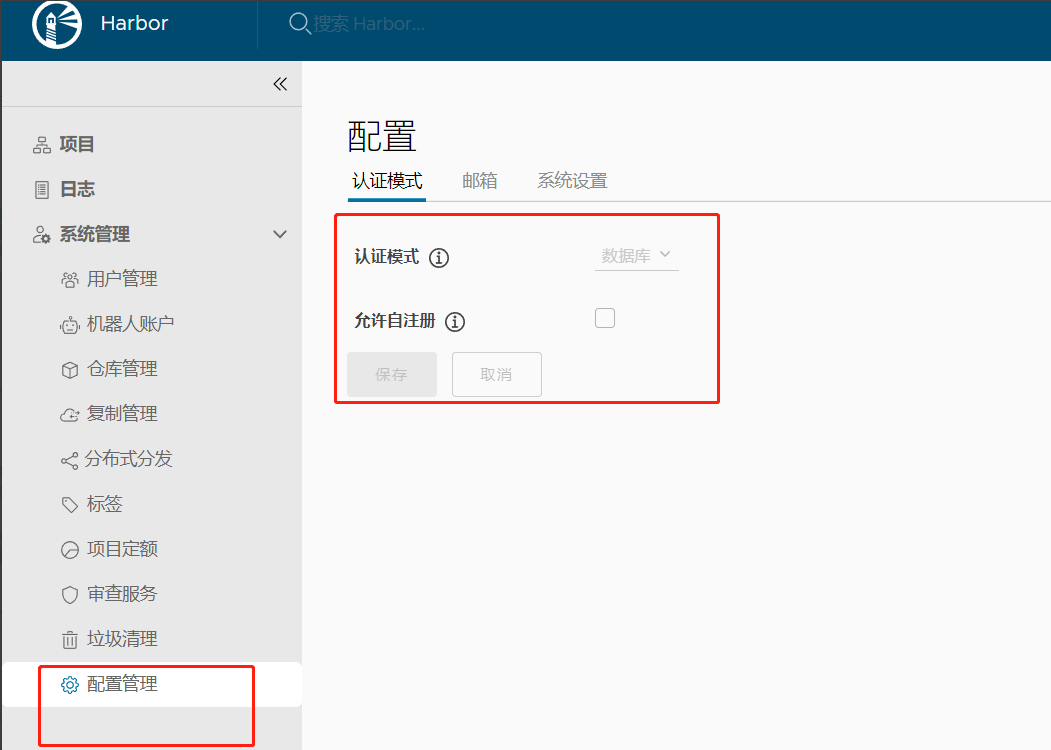 Harbor
搜索 Harbor...
项目
日志
系统管理
用户管理
机器人账户
仓库管理
复制管理
分布式分发
标签
项目定额
审查服务
垃圾清理
配置管理
配置
认证模式 邮箱 系统设置
认证模式 数据库
允许自注册
保存 取消